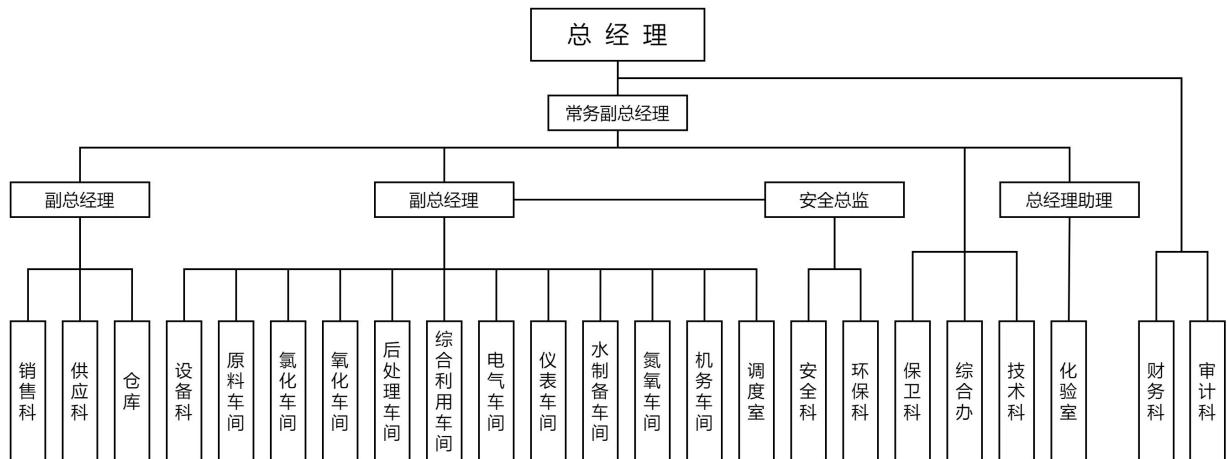 总经理
常务副总经理
副总经理
副总经理
安全总监
总经理助理
销售科
供应科
仓库
设备科
原料车间
氯化车间
氧化车间
后处理车间
综合利用车间
电气车间
仪表车间
水制备车间
氮氧车间
机务车间
调度室
安全科
环保科
保卫科
综合办
技术科
化验室
财务科
审计科